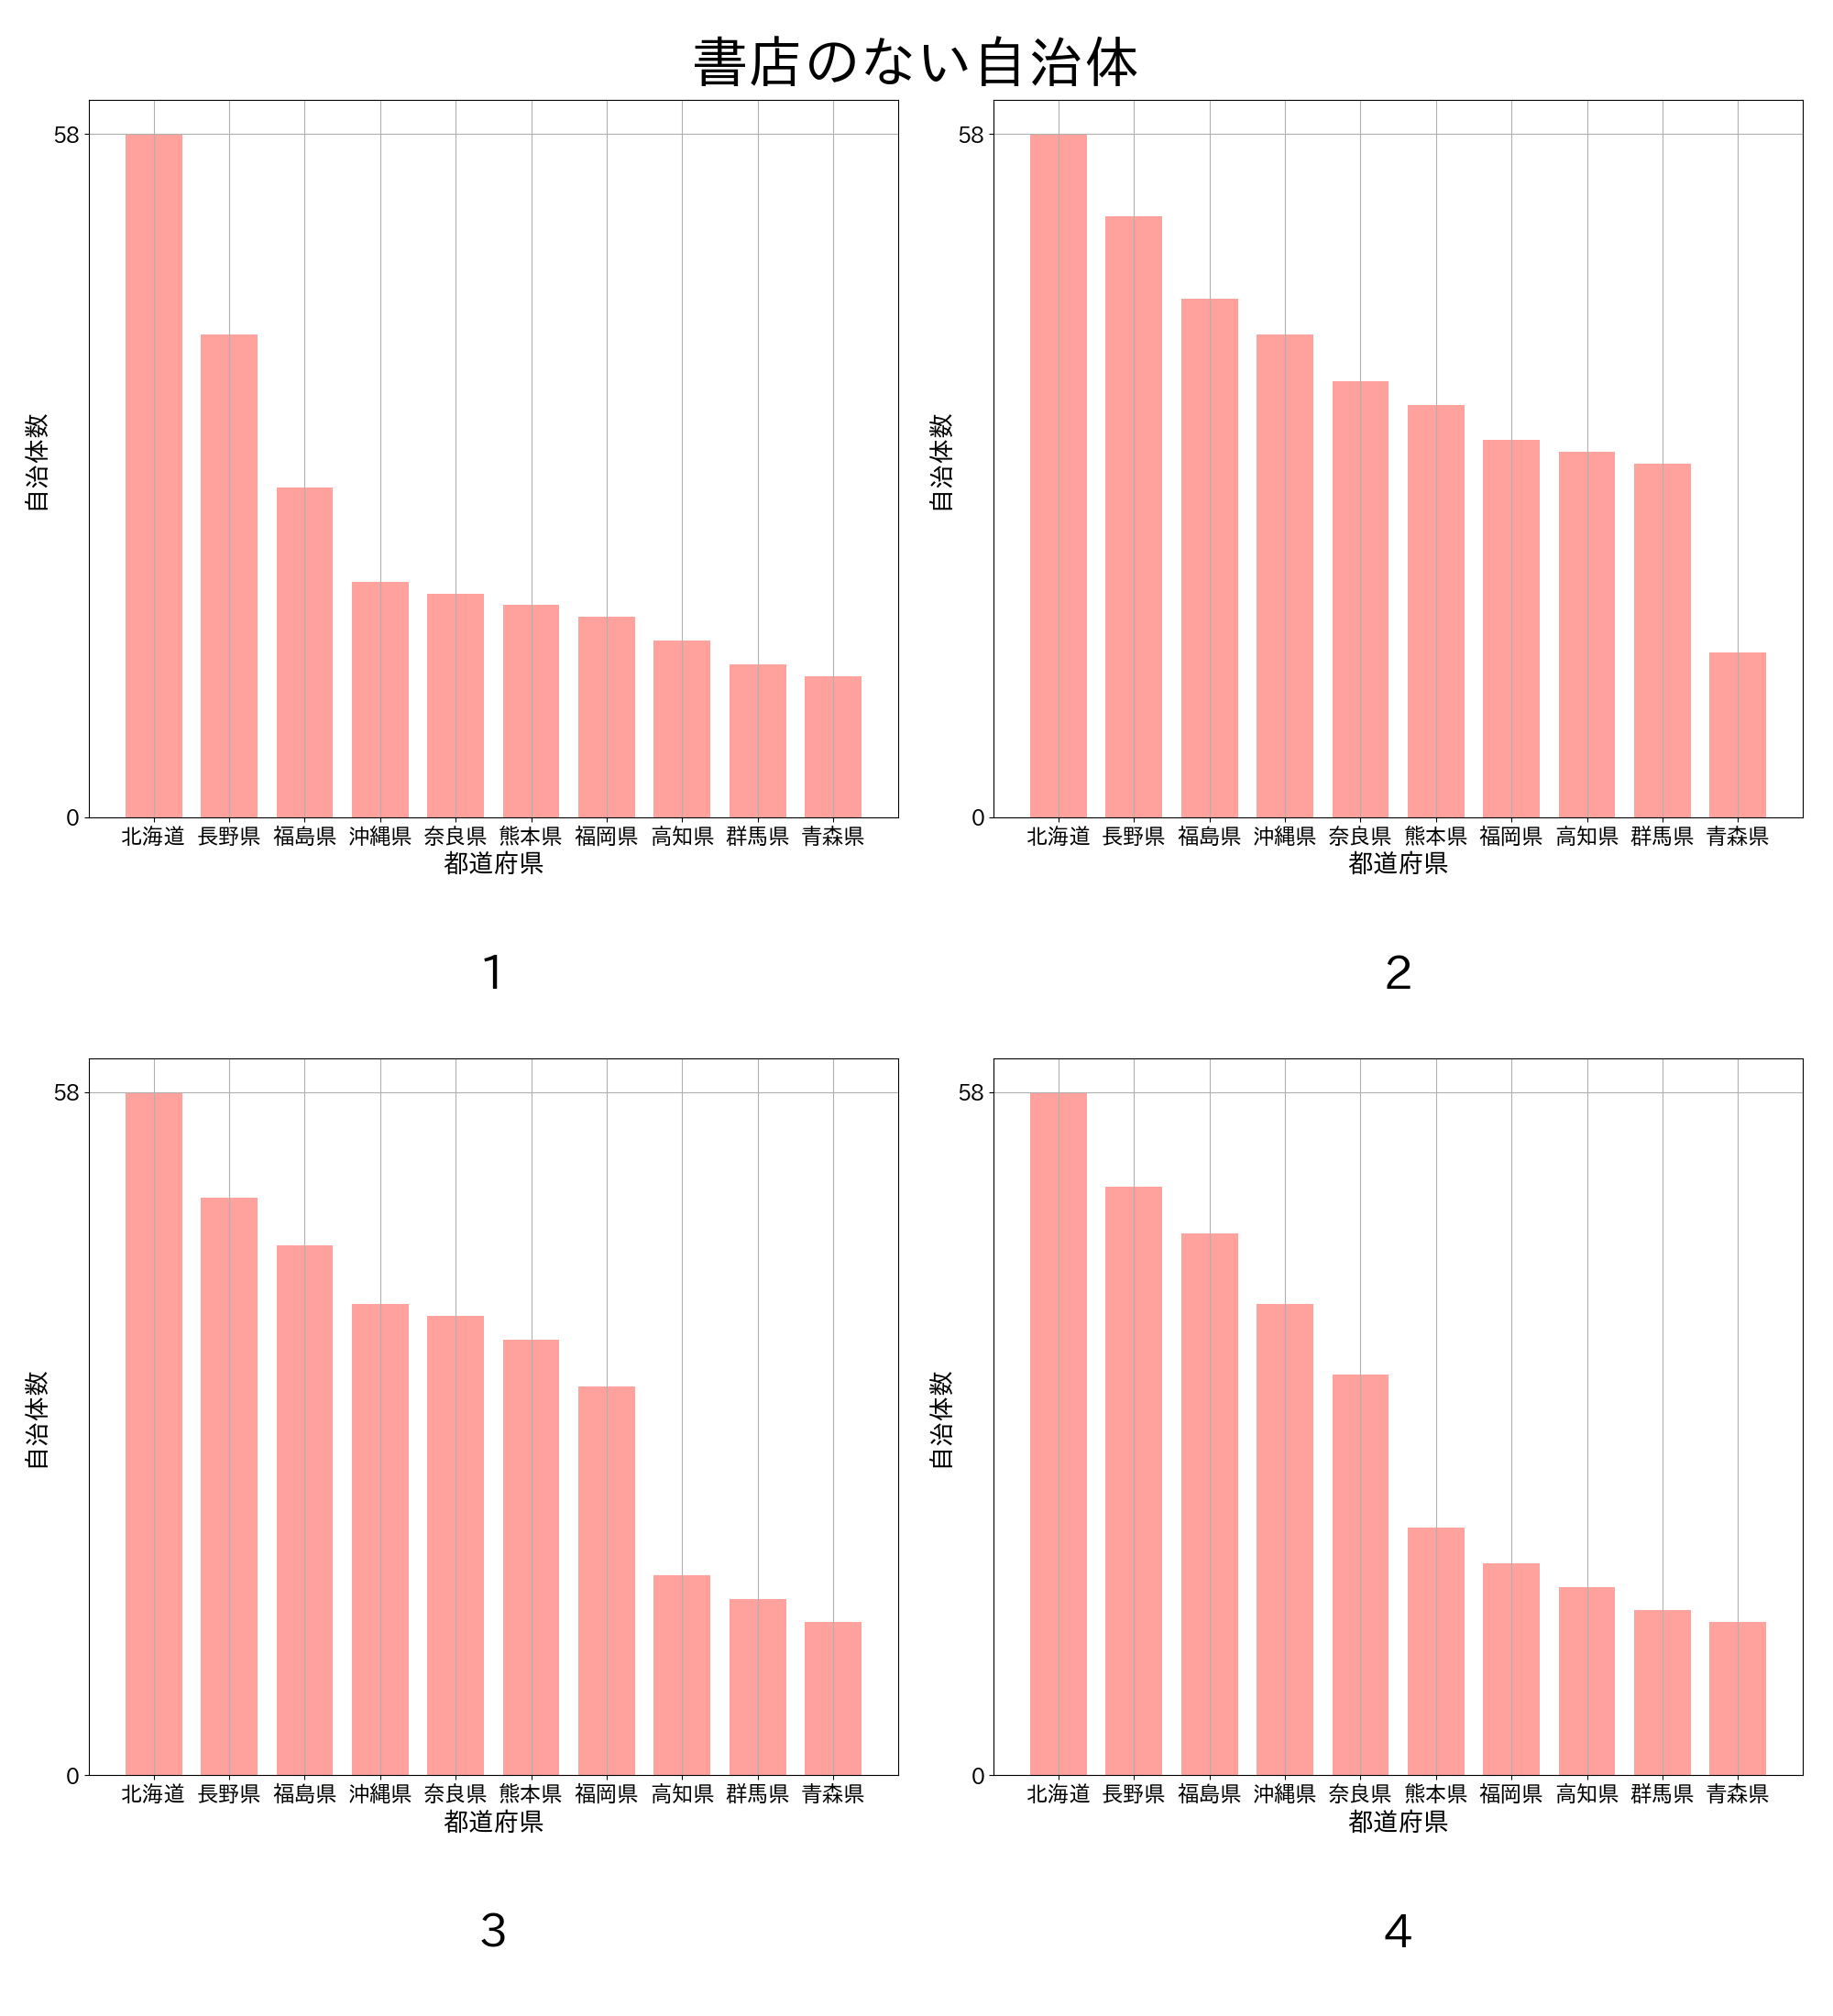 書店のない自治体
58
0
自治体数
北海道 長野県 福島県 沖縄県 奈良県 熊本県 福岡県 高知県 群馬県 青森県
都道府県
1
58
0
自治体数
北海道 長野県 福島県 沖縄県 奈良県 熊本県 福岡県 高知県 群馬県 青森県
都道府県
2
58
0
自治体数
北海道 長野県 福島県 沖縄県 奈良県 熊本県 福岡県 高知県 群馬県 青森県
都道府県
3
58
0
自治体数
北海道 長野県 福島県 沖縄県 奈良県 熊本県 福岡県 高知県 群馬県 青森県
都道府県
4